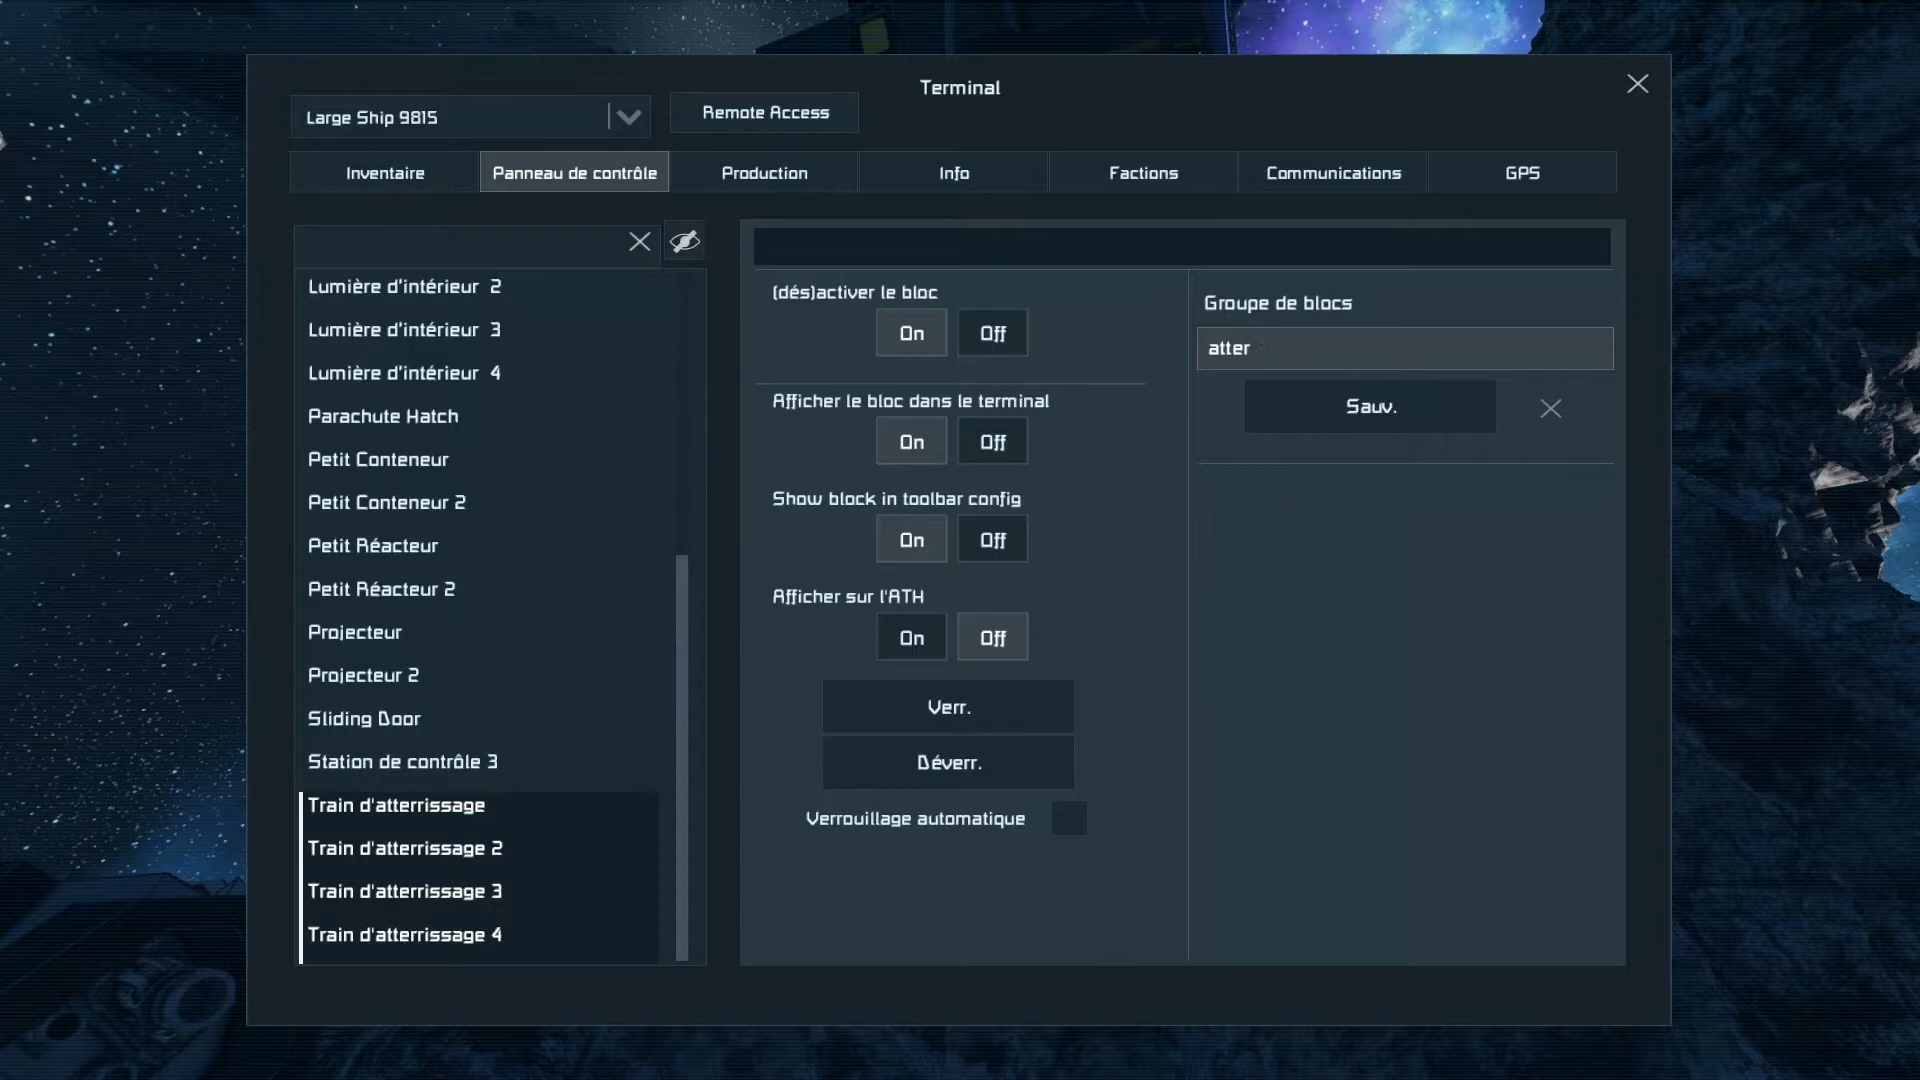 Terminal
Large Ship 9815
Remote Access
Inventaire
Panneau de contrôle
Production
Info
Factions
Communications
GPS
Lumière d'intérieur 2
Lumière d'intérieur 3
Lumière d'intérieur 4
Parachute Hatch
Petit Conteneur
Petit Conteneur 2
Petit Réacteur
Petit Réacteur 2
Projecteur
Projecteur 2
Sliding Door
Station de contrôle 3
Train d'atterrissage
Train d'atterrissage 2
Train d'atterrissage 3
Train d'atterrissage 4
(dés)activer le bloc
On Off
Afficher le bloc dans le terminal
On Off
Show block in toolbar config
On Off
Afficher sur l'ATH
On Off
Verr.
Déverr.
Verrouillage automatique
Groupe de blocs
atter
Sauv.